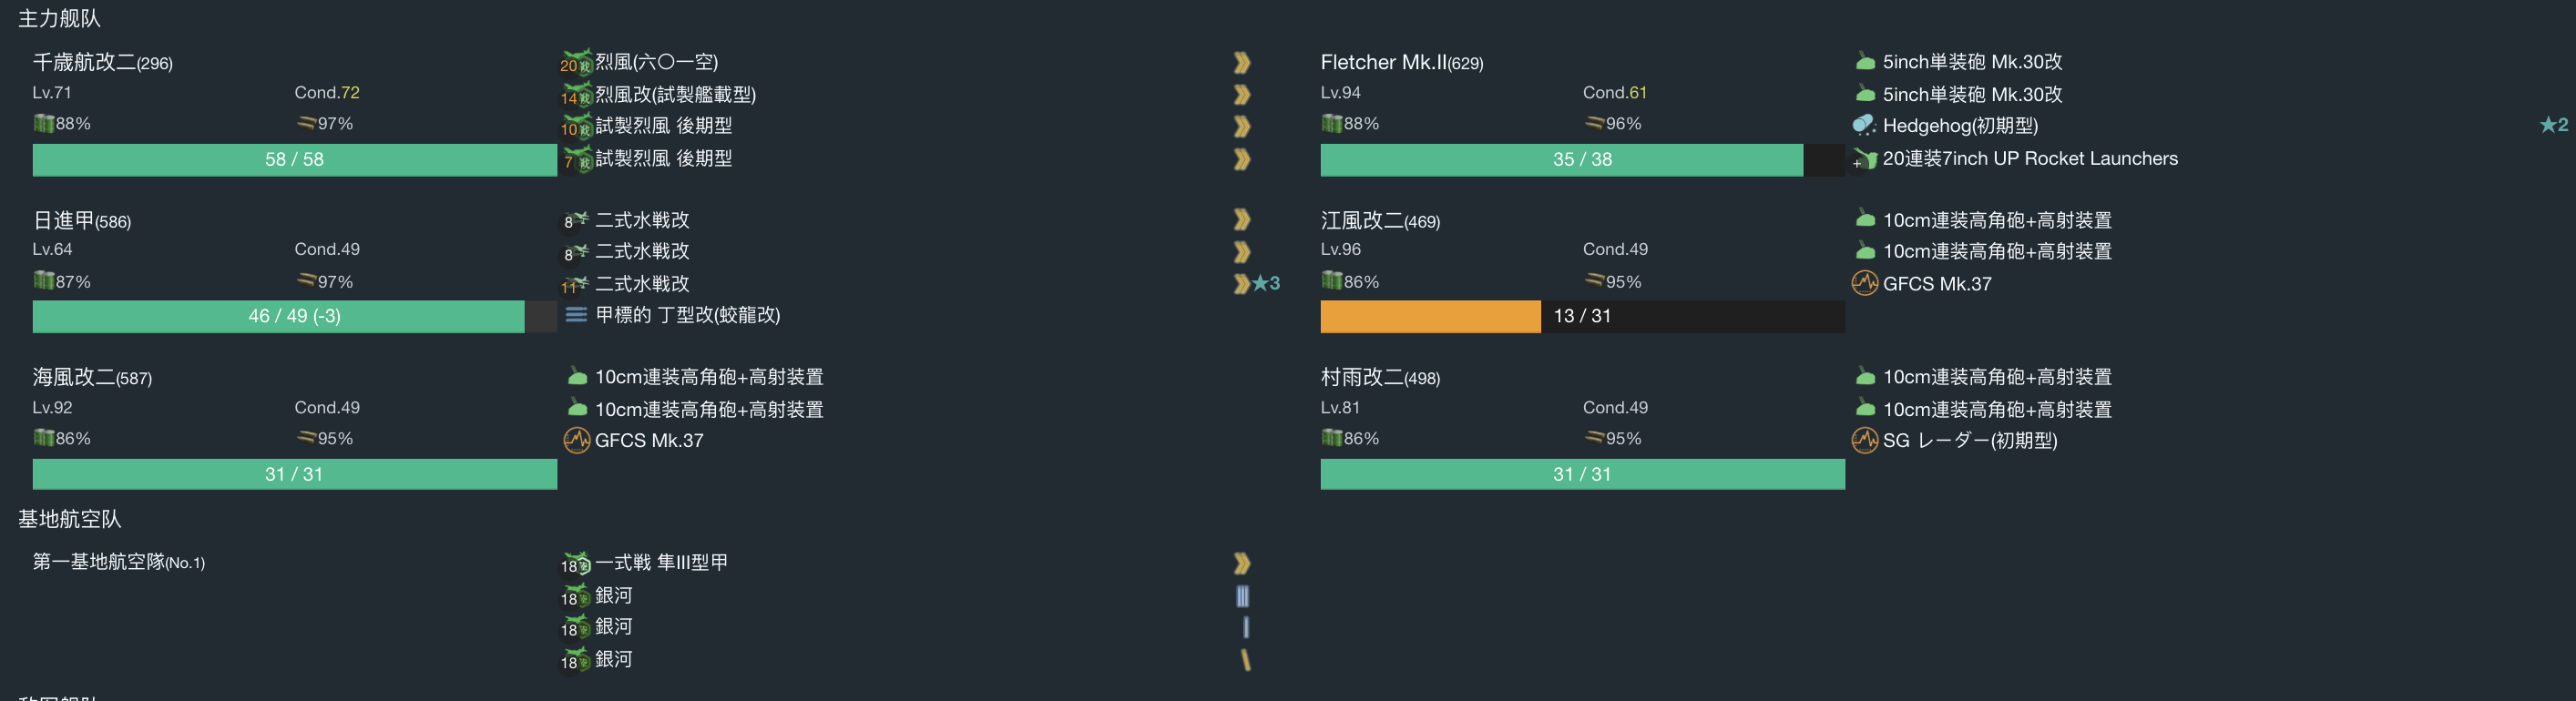 主力舰队
千歳航改二(296)
Lv.71 Cond.72
88% 97%
58 / 58
20 烈風(六〇一空)
14 烈風改(試製艦載型)
10 試製烈風 後期型
7 試製烈風 後期型
Fletcher Mk.II(629)
Lv.94 Cond.61
88% 96%
35 / 38
5inch単装砲 Mk.30改
5inch単装砲 Mk.30改
Hedgehog(初期型) ★2
+ 20連装7inch UP Rocket Launchers
日進甲(586)
Lv.64 Cond.49
87% 97%
46 / 49 (-3)
8 二式水戦改
8 二式水戦改
11 二式水戦改 ★3
甲標的 丁型改(蛟龍改)
江風改二(469)
Lv.96 Cond.49
86% 95%
13 / 31
10cm連装高角砲+高射装置
10cm連装高角砲+高射装置
GFCS Mk.37
海風改二(587)
Lv.92 Cond.49
86% 95%
31 / 31
10cm連装高角砲+高射装置
10cm連装高角砲+高射装置
GFCS Mk.37
村雨改二(498)
Lv.81 Cond.49
86% 95%
31 / 31
10cm連装高角砲+高射装置
10cm連装高角砲+高射装置
SG レーダー(初期型)
基地航空队
第一基地航空隊(No.1)
18 一式戦 隼III型甲
18 銀河
18 銀河
18 銀河